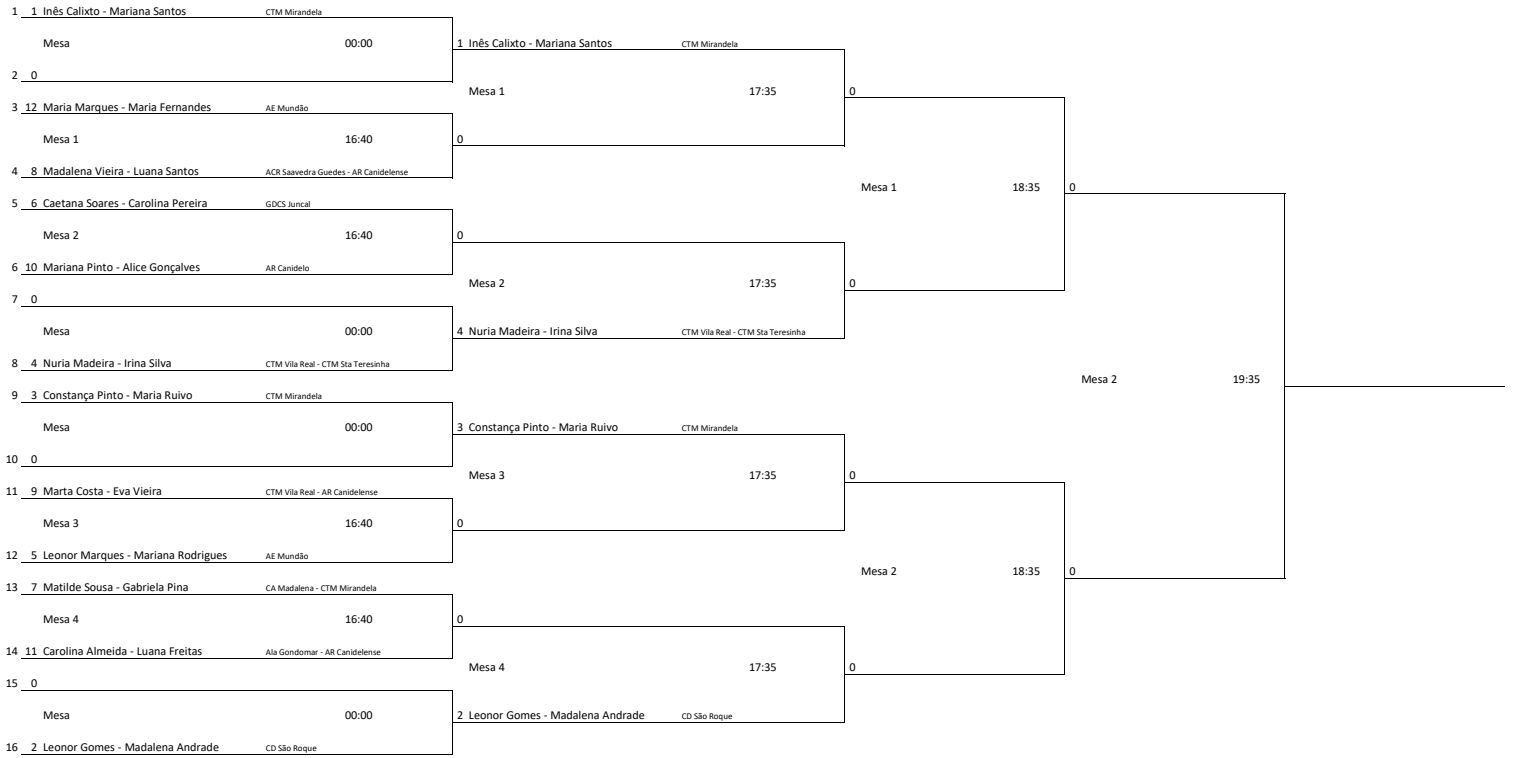 1 1 Inês Calixto - Mariana Santos CTM Mirandela
Mesa 00:00 1 Inês Calixto - Mariana Santos CTM Mirandela
2 0
Mesa 1 17:35 0
3 12 Maria Marques - Maria Fernandes AE Mundão
Mesa 1 16:40 0
4 8 Madalena Vieira - Luana Santos ACR Saavedra Guedes - AR Canidelense
Mesa 1 18:35 0
5 6 Caetana Soares - Carolina Pereira GDCS Juncal
Mesa 2 16:40 0
6 10 Mariana Pinto - Alice Gonçalves AR Canidelo
Mesa 2 17:35 0
7 0
Mesa 00:00 4 Nuria Madeira - Irina Silva CTM Vila Real - CTM Sta Teresinha
8 4 Nuria Madeira - Irina Silva CTM Vila Real - CTM Sta Teresinha
Mesa 2 19:35
9 3 Constança Pinto - Maria Ruivo CTM Mirandela
Mesa 00:00 3 Constança Pinto - Maria Ruivo CTM Mirandela
10 0
Mesa 3 17:35 0
11 9 Marta Costa - Eva Vieira CTM Vila Real - AR Canidelense
Mesa 3 16:40 0
12 5 Leonor Marques - Mariana Rodrigues AE Mundão
Mesa 2 18:35 0
13 7 Matilde Sousa - Gabriela Pina CA Madalena - CTM Mirandela
Mesa 4 16:40 0
14 11 Carolina Almeida - Luana Freitas Ala Gondomar - AR Canidelense
Mesa 4 17:35 0
15 0
Mesa 00:00 2 Leonor Gomes - Madalena Andrade CD São Roque
16 2 Leonor Gomes - Madalena Andrade CD São Roque